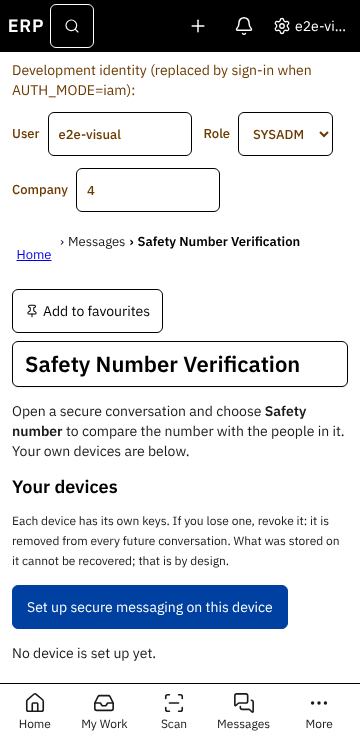 ERP
e2e-vi...
Development identity (replaced by sign-in when
AUTH_MODE=iam):
User e2e-visual Role SYSADM
Company 4
Home › Messages › Safety Number Verification
Add to favourites
Safety Number Verification
Open a secure conversation and choose Safety
number to compare the number with the people in it.
Your own devices are below.
Your devices
Each device has its own keys. If you lose one, revoke it: it is
removed from every future conversation. What was stored on
it cannot be recovered; that is by design.
Set up secure messaging on this device
No device is set up yet.
Home My Work Scan Messages More